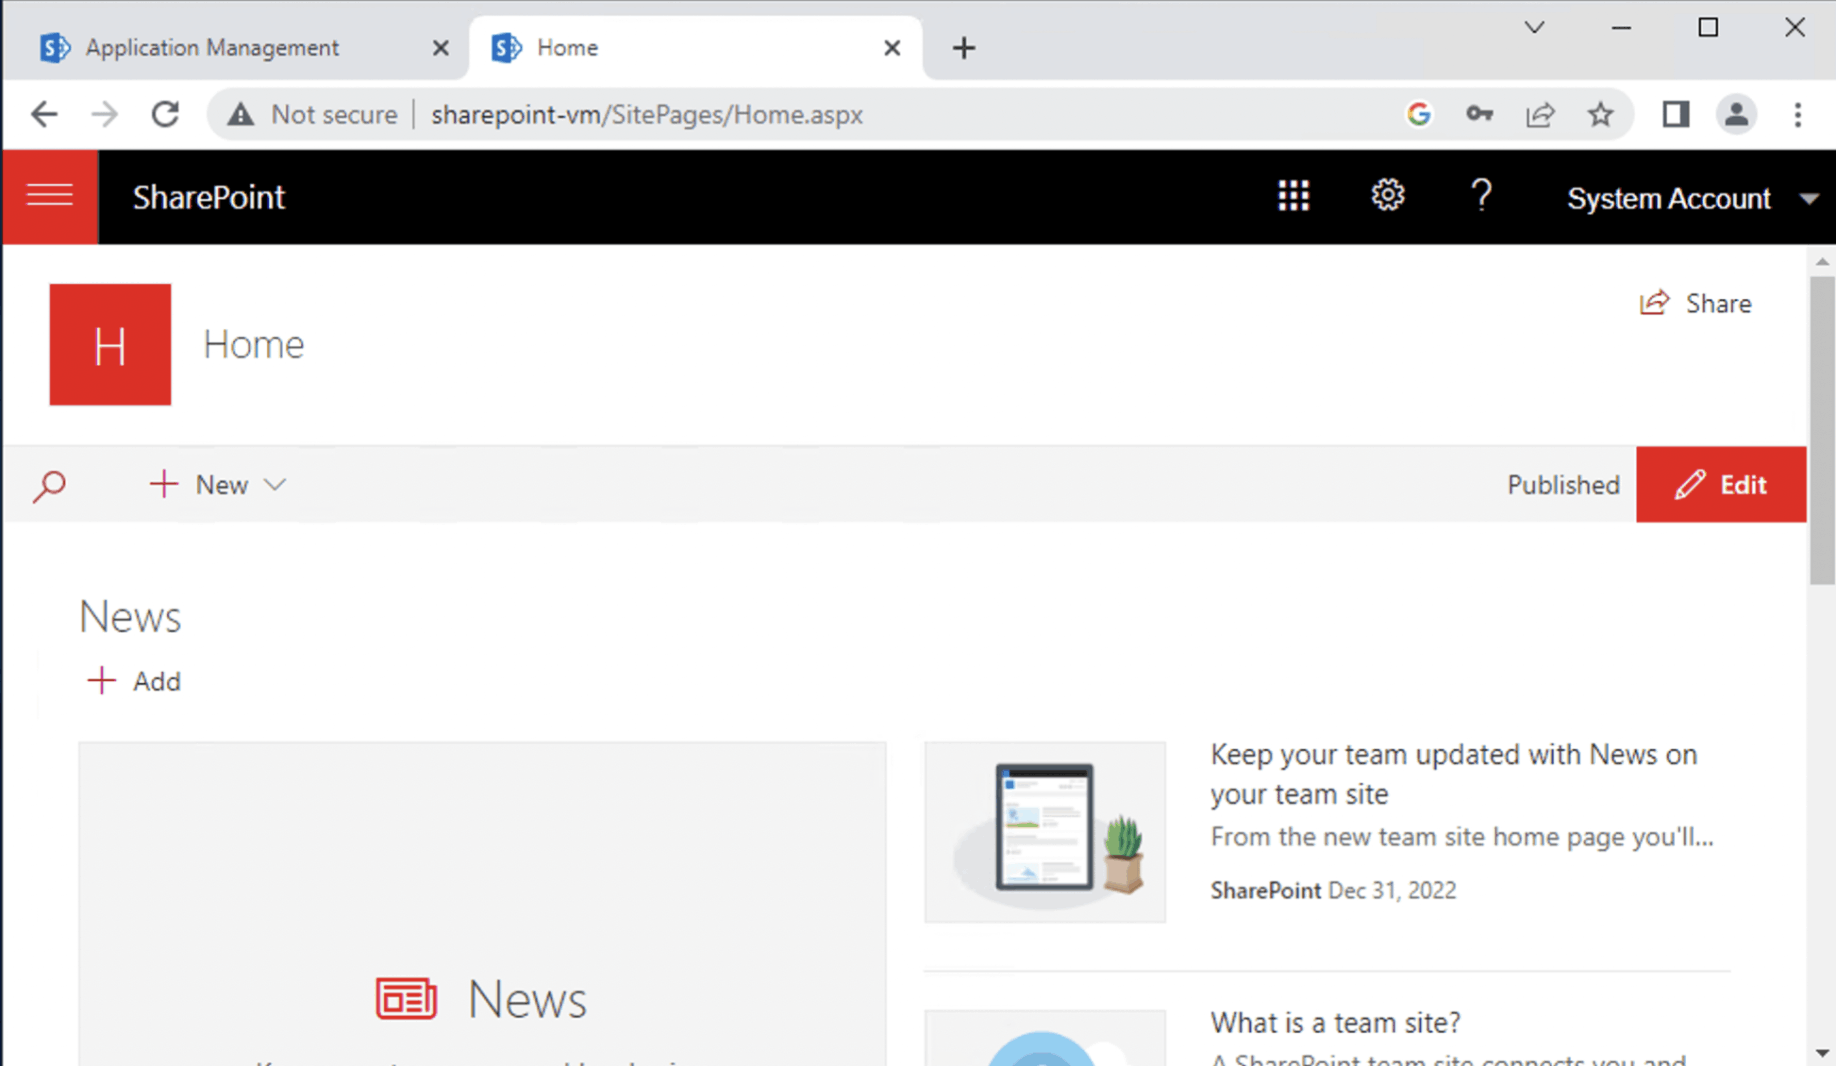 Application Management
Home
Not secure
sharepoint-vm/SitePages/Home.aspx
SharePoint
System Account
H
Home
Share
New
Published
Edit
News
Add
News
Keep your team updated with News on
your team site
From the new team site home page you'll...
SharePoint Dec 31, 2022
What is a team site?
A SharePoint team site connects you and